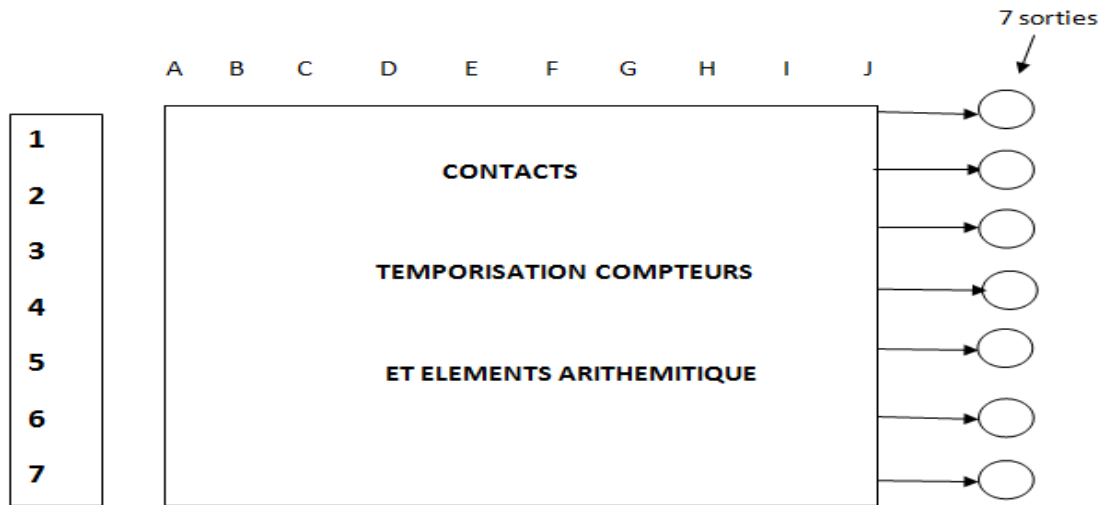 7 sorties
A B C D E F G H I J
1
CONTACTS
2
3
TEMPORISATION COMPTEURS
4
5
ET ELEMENTS ARITHEMITIQUE
6
7